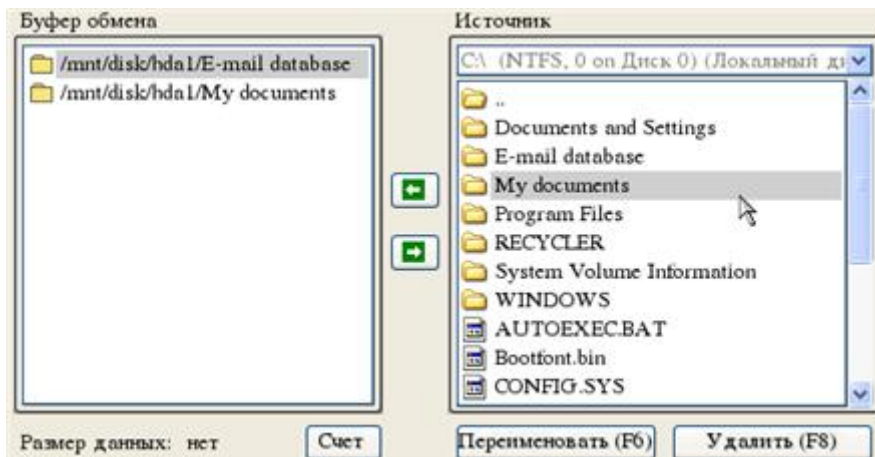 Буфер обмена
/mnt/disk/hda1/E-mail database
/mnt/disk/hda1/My documents
Размер данных: нет
Счет
Источник
C:\ (NTFS, 0 on Диск 0) (Локальный ди
..
Documents and Settings
E-mail database
My documents
Program Files
RECYCLER
System Volume Information
WINDOWS
AUTOEXEC.BAT
Bootfont.bin
CONFIG.SYS
Переименовать (F6)
Удалить (F8)